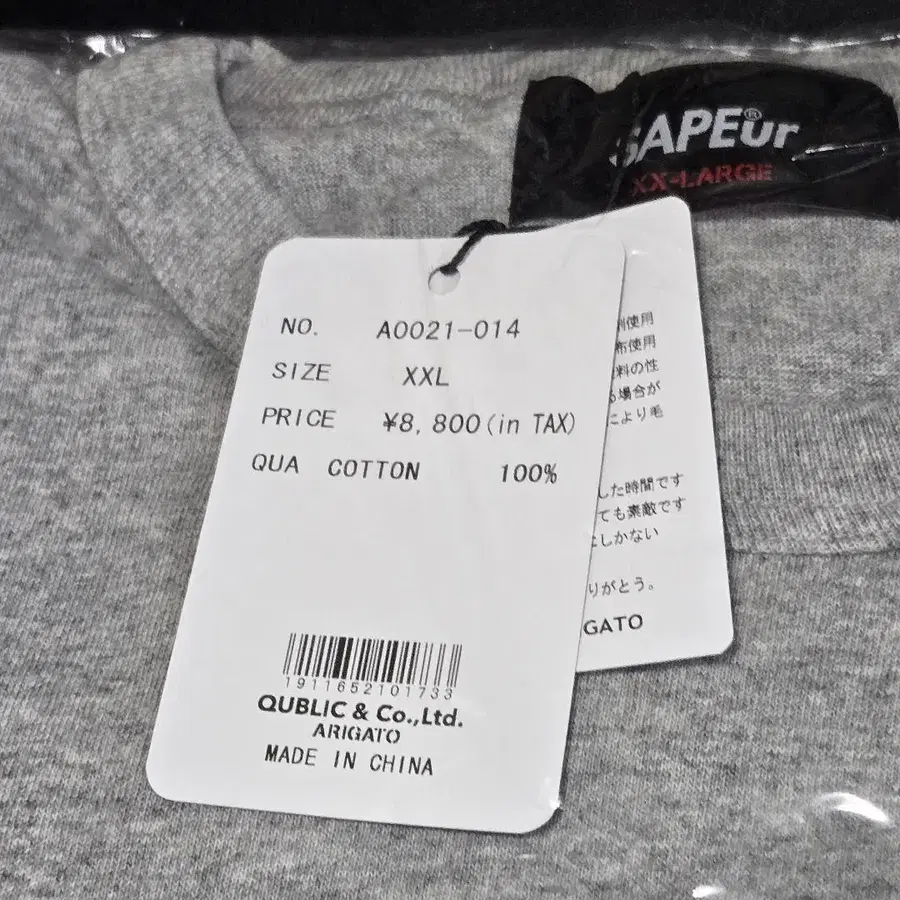 SAPEur®
XX-LARGE
NO. A0021-014
SIZE XXL
PRICE ¥8,800(in TAX)
QUA COTTON 100%
1911652101733
QUBLIC & Co.,Ltd.
ARIGATO
MADE IN CHINA
使用
布使用
料の性
場合が
により毛
した時間です
ても素敵です
にしかない
りがとう。
GATO